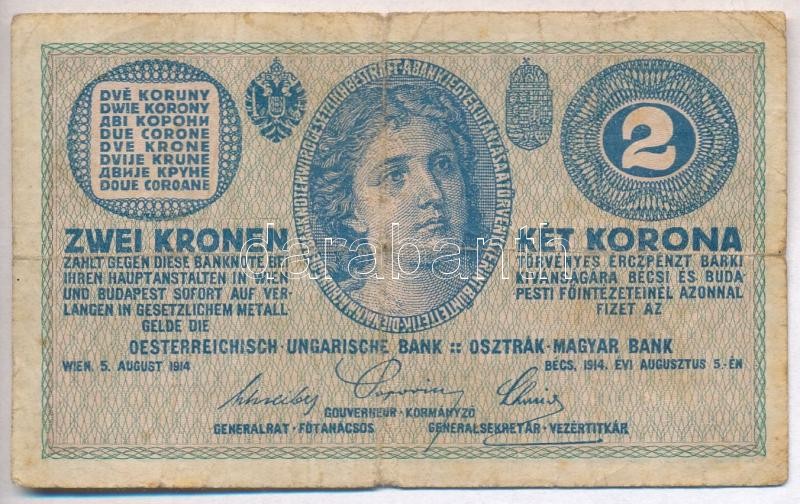 DVĚ KORUNY
DWIE KORONY
ДВІ КОРОНИ
DUE CORONE
DVE KRONE
DVIJE KRUNE
ДВИЈЕ КРУНЕ
DOUE COROANE
2
ZWEI KRONEN
ZAHLT GEGEN DIESE BANKNOTE BEI
IHREN HAUPTANSTALTEN IN WIEN
UND BUDAPEST SOFORT AUF VER-
LANGEN IN GESETZLICHEM METALL-
GELDE DIE
KÉT KORONA
TÖRVÉNYES ÉRCZPÉNZT BÁRKI
KÍVÁNSÁGÁRA BÉCSI ÉS BUDA-
PESTI FŐINTÉZETEINÉL AZONNAL
FIZET AZ
OESTERREICHISCH-UNGARISCHE BANK :: OSZTRÁK-MAGYAR BANK
WIEN, 5. AUGUST 1914
BÉCS, 1914. ÉVI AUGUSZTUS 5.-ÉN
GOUVERNEUR · KORMÁNYZÓ
GENERALRAT · FŐTANÁCSOS
GENERALSEKRETÄR · VEZÉRTITKÁR
darabanth